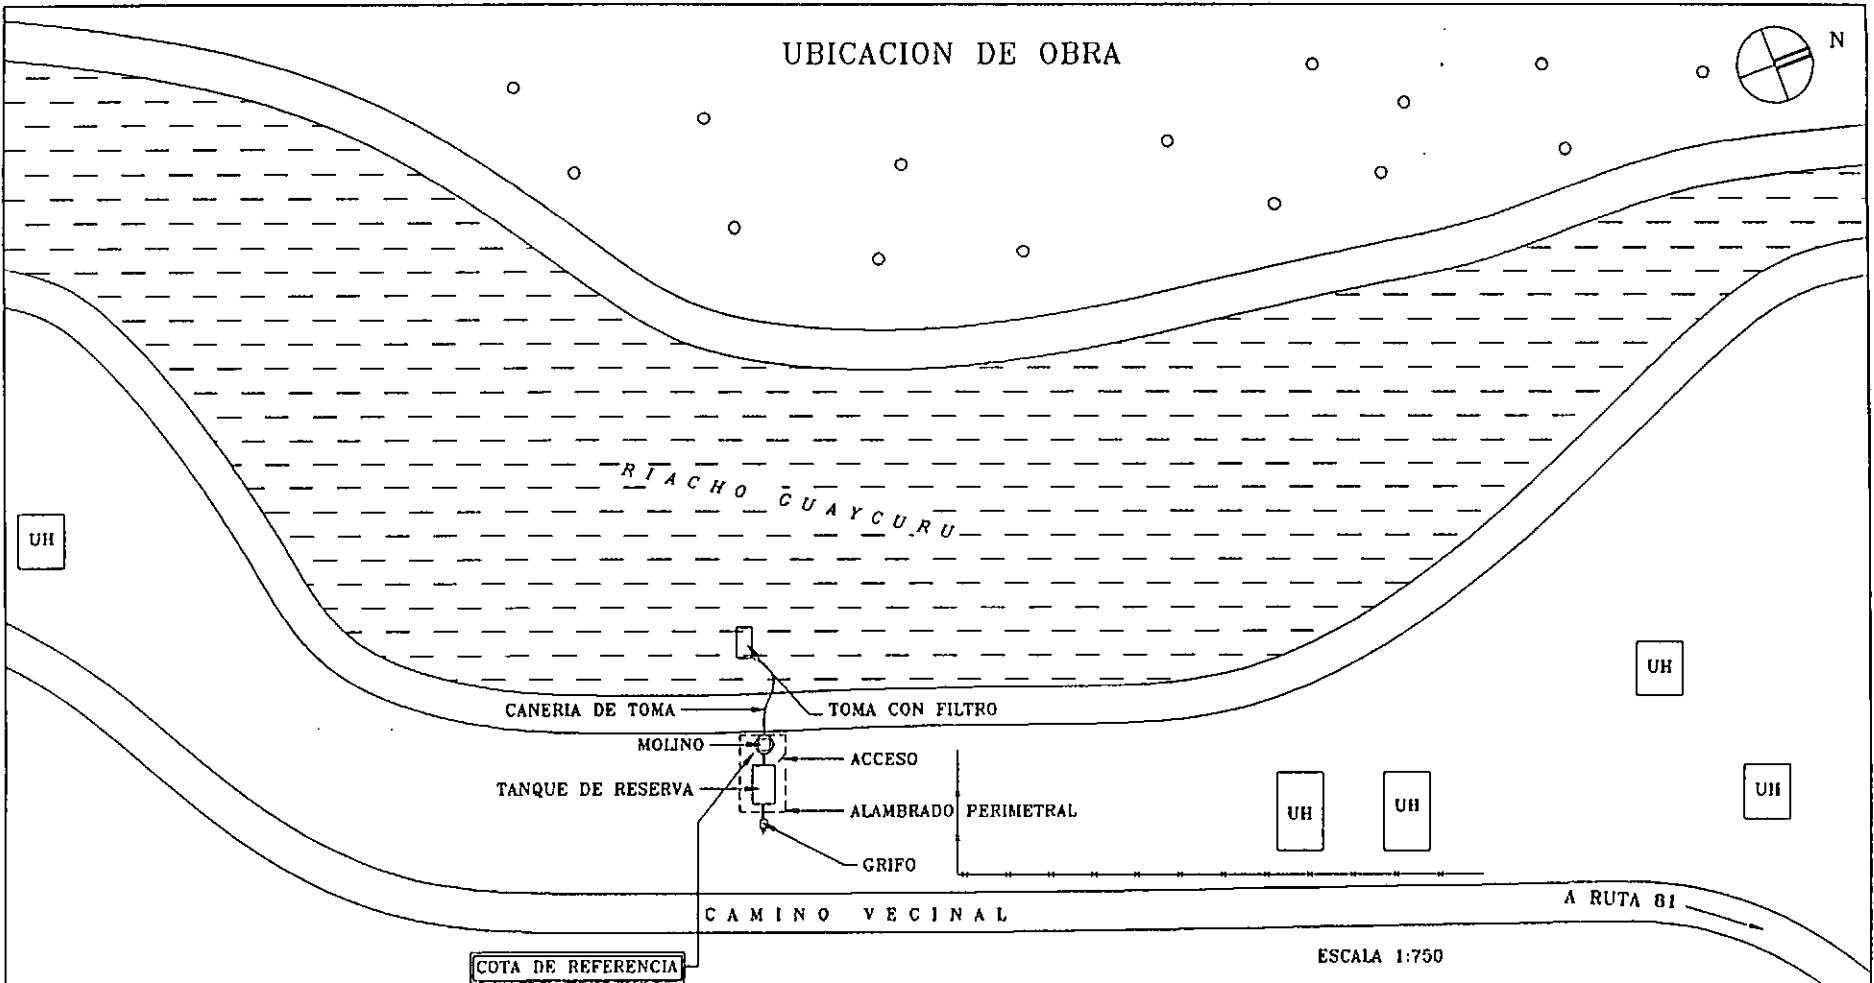 UBICACION DE OBRA
N
RIACHO GUAYCURU
UH
UH
CANERIA DE TOMA
TOMA CON FILTRO
MOLINO
ACCESO
TANQUE DE RESERVA
UH
UH
UH
ALAMBRADO PERIMETRAL
GRIFO
A RUTA 81
CAMINO VECINAL
ESCALA 1:750
COTA DE REFERENCIA